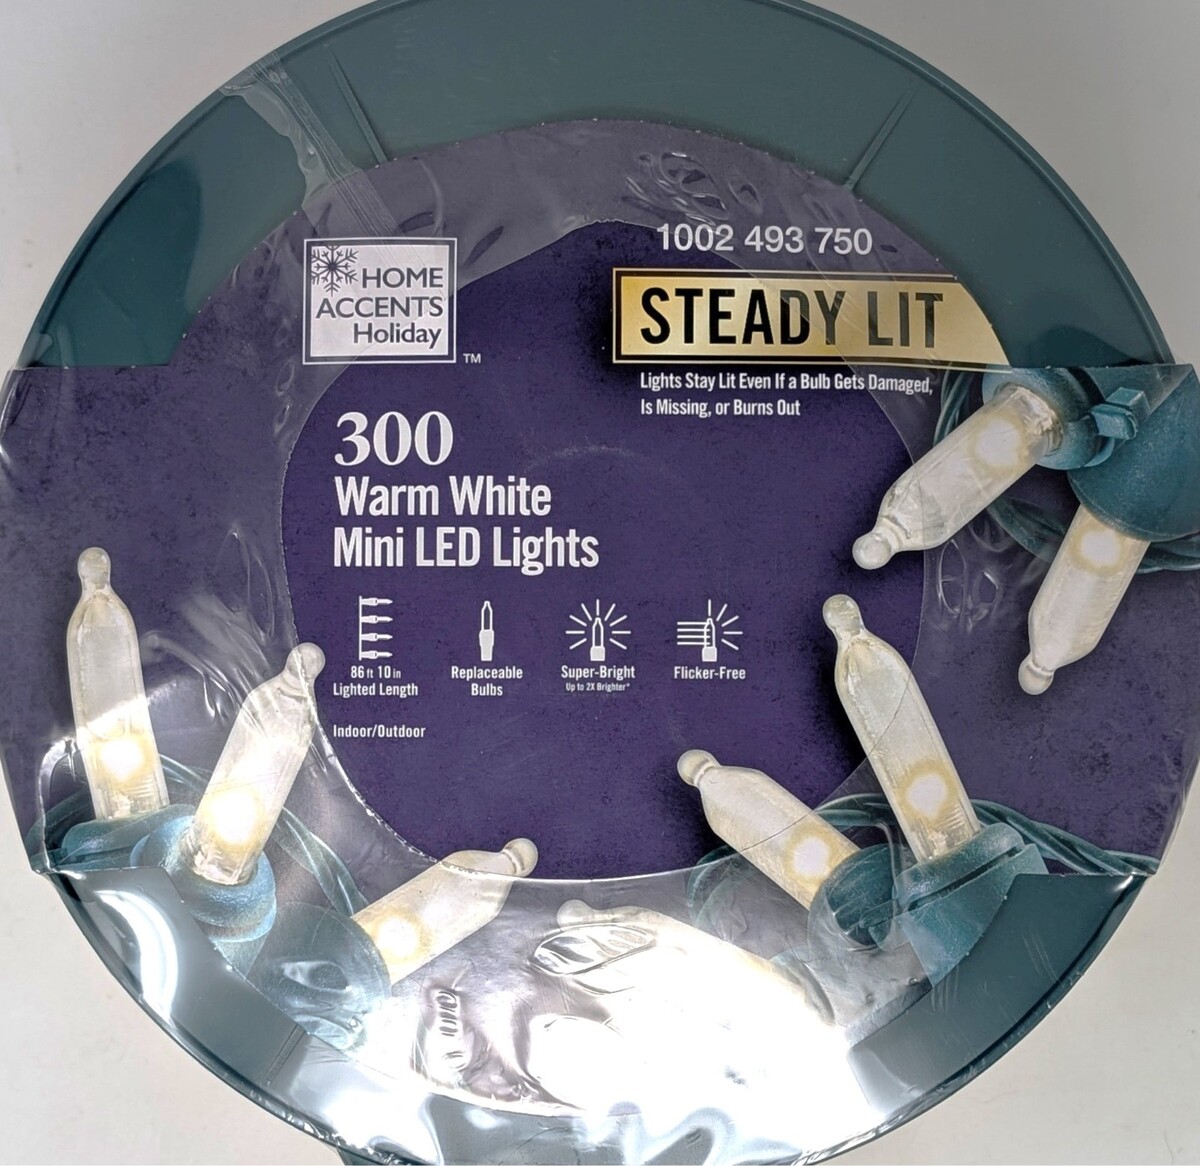 HOME
ACCENTS
Holiday
TM
1002 493 750
STEADY LIT
Lights Stay Lit Even If a Bulb Gets Damaged,
Is Missing, or Burns Out
300
Warm White
Mini LED Lights
86 ft 10 in
Lighted Length
Replaceable
Bulbs
Super-Bright
Up to 2X Brighter*
Flicker-Free
Indoor/Outdoor